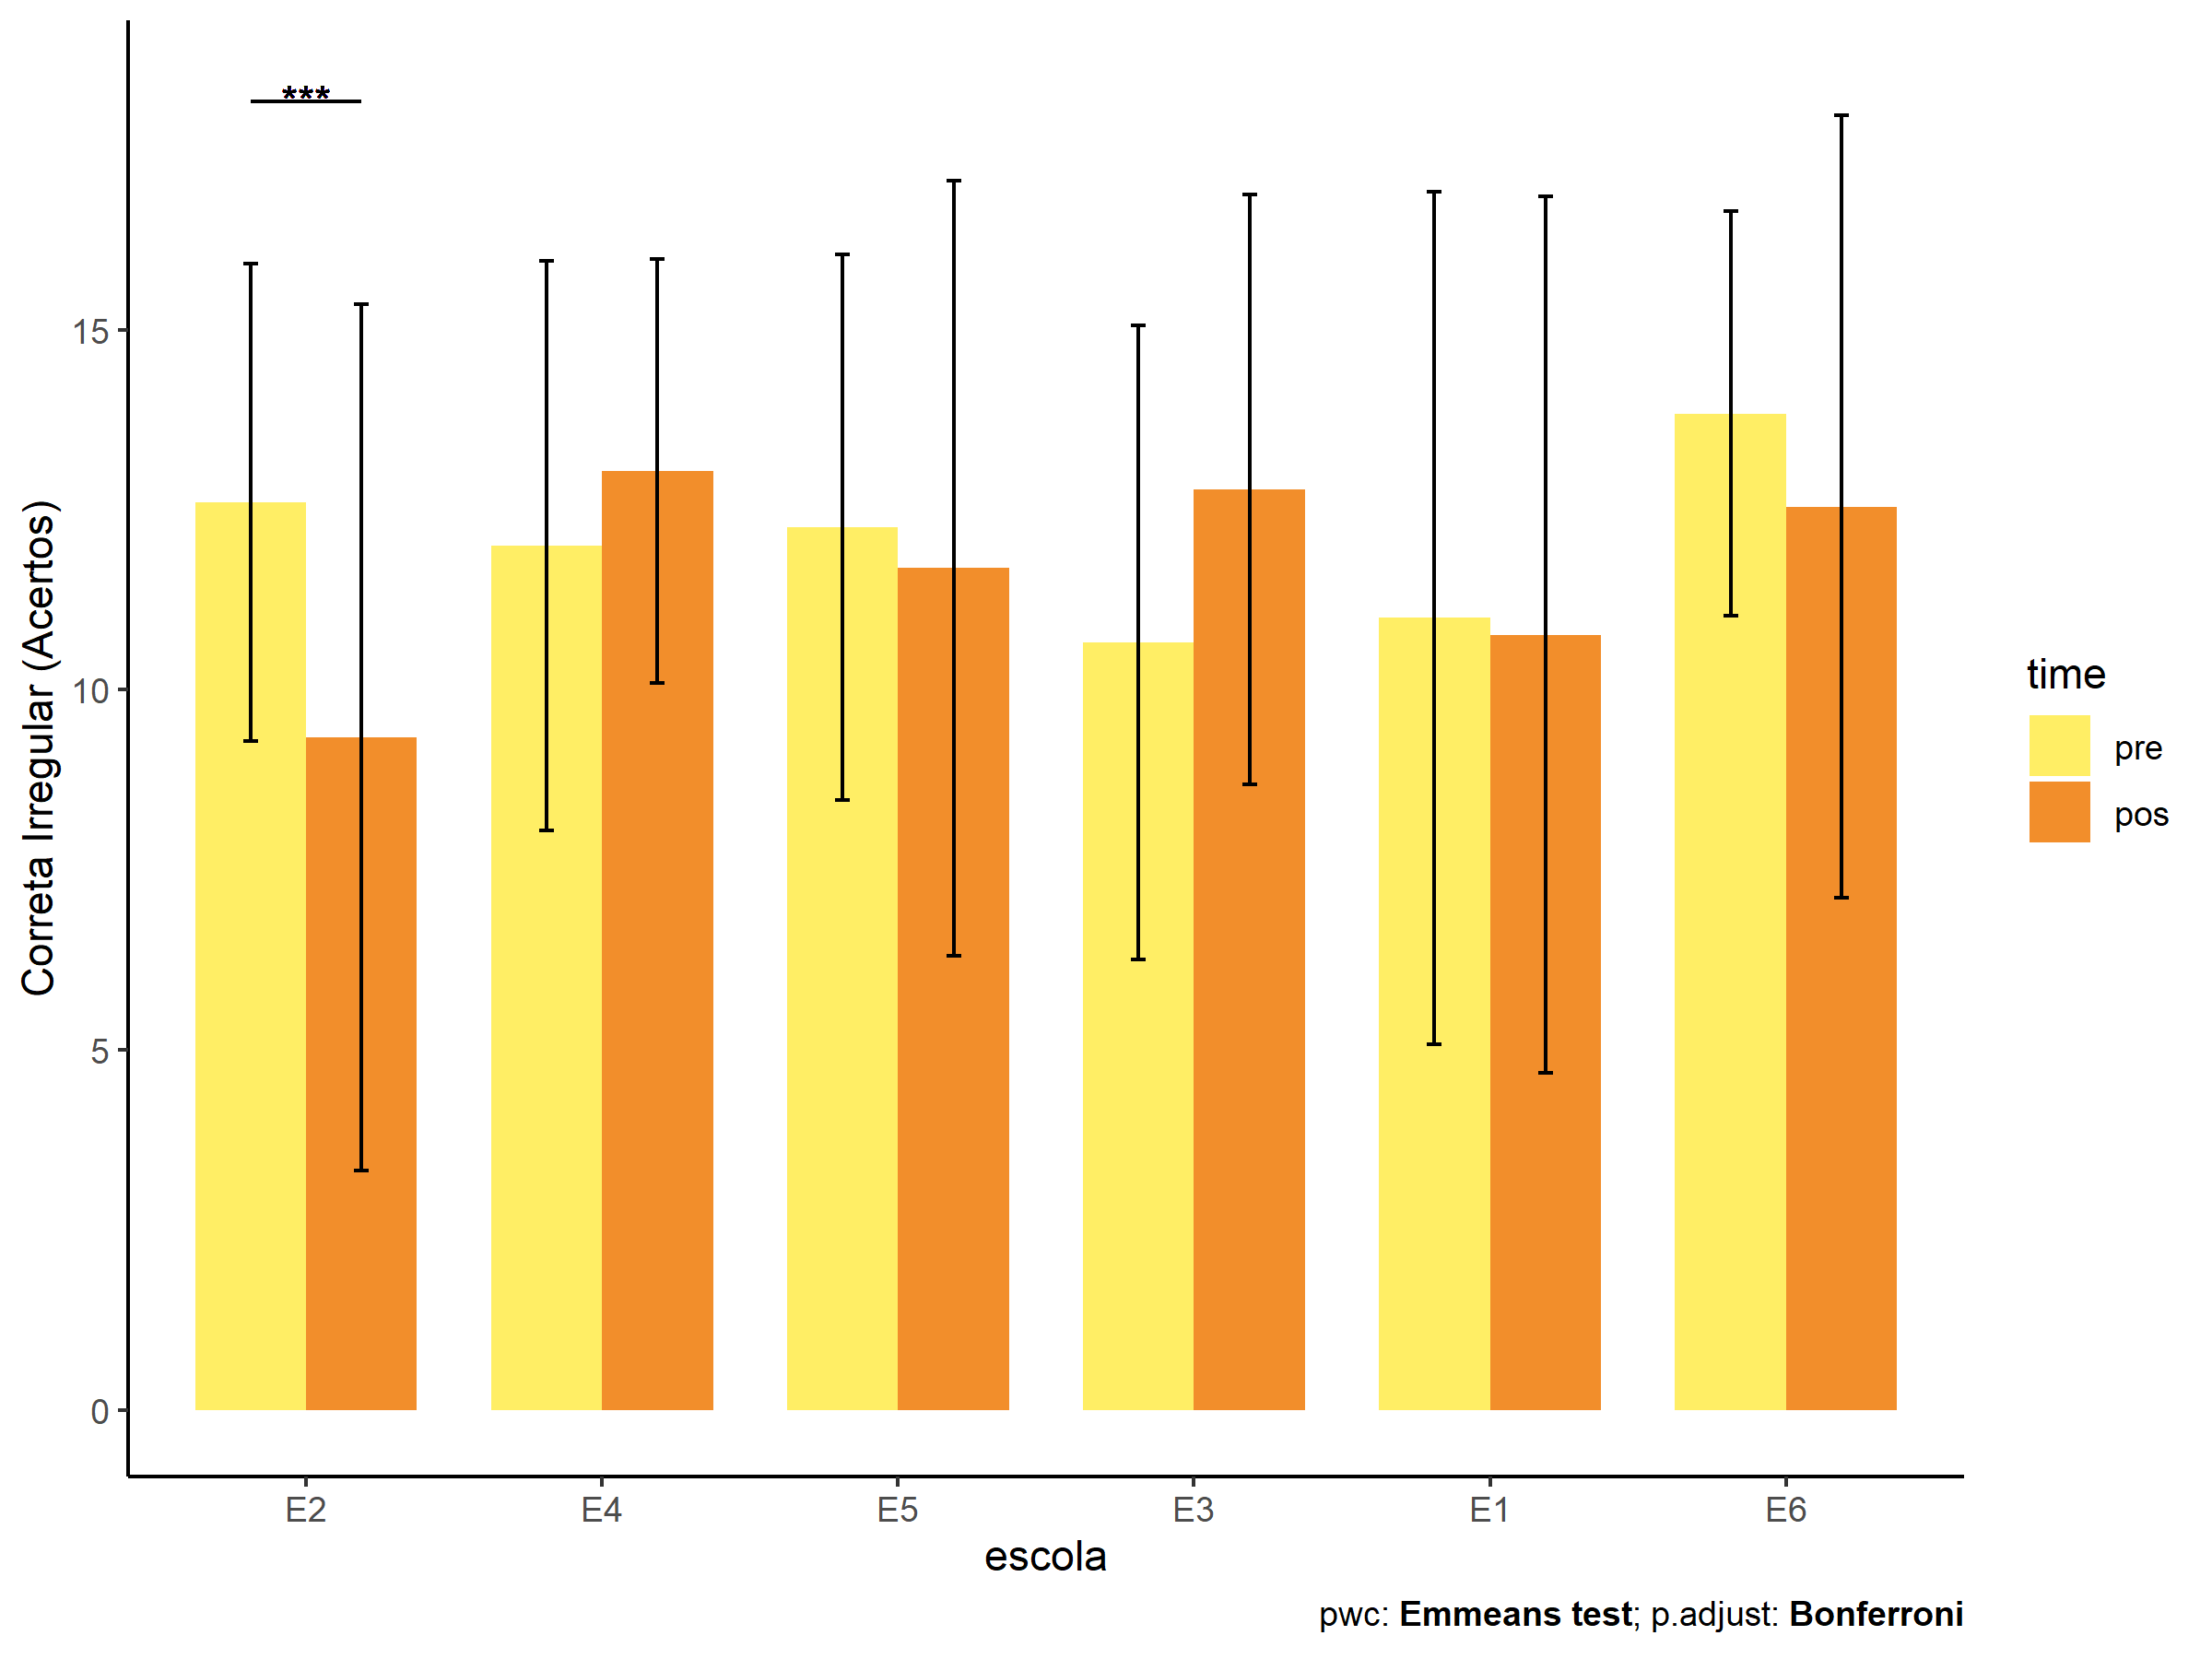 ***
15
10
5
0
Correta Irregular (Acertos)
E2 E4 E5 E3 E1 E6
escola
time
pre
pos
pwc: Emmeans test; p.adjust: Bonferroni